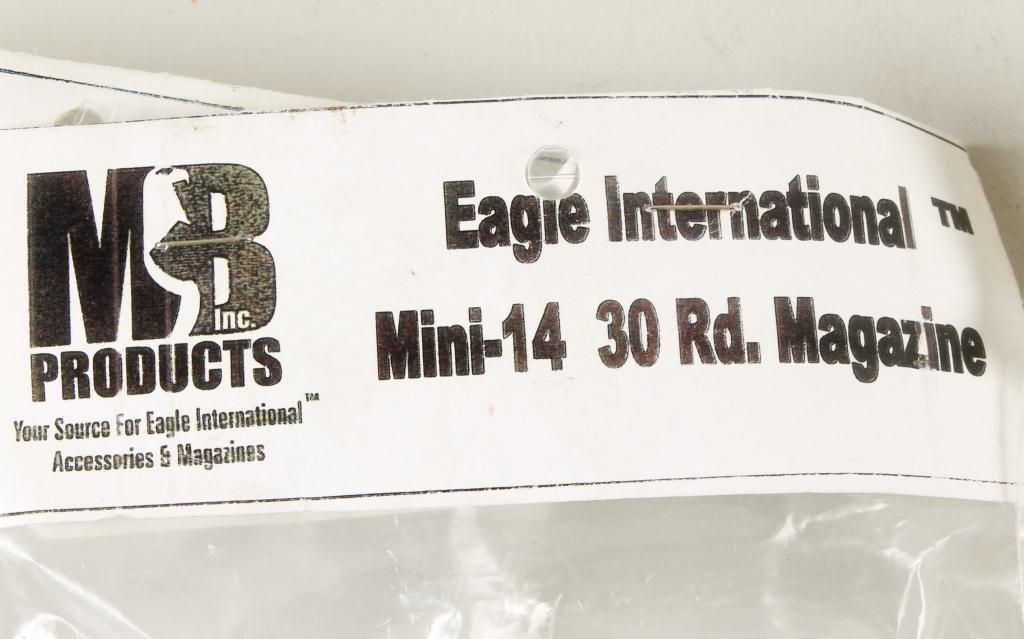 MB
Inc.
PRODUCTS
Your Source For Eagle International™
Accessories & Magazines
Eagle International ™
Mini-14 30 Rd. Magazine